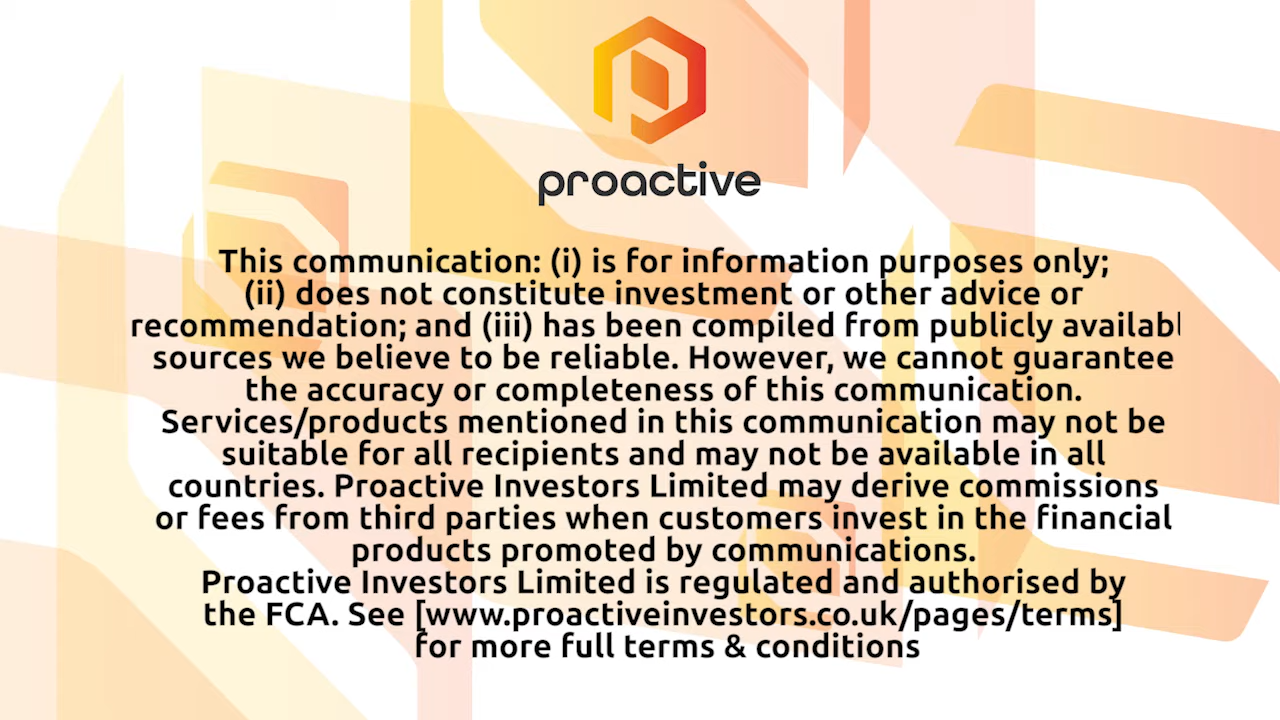 proactive
This communication: (i) is for information purposes only;
(ii) does not constitute investment or other advice or
recommendation; and (iii) has been compiled from publicly availabl
sources we believe to be reliable. However, we cannot guarantee
the accuracy or completeness of this communication.
Services/products mentioned in this communication may not be
suitable for all recipients and may not be available in all
countries. Proactive Investors Limited may derive commissions
or fees from third parties when customers invest in the financial
products promoted by communications.
Proactive Investors Limited is regulated and authorised by
the FCA. See [www.proactiveinvestors.co.uk/pages/terms]
for more full terms & conditions